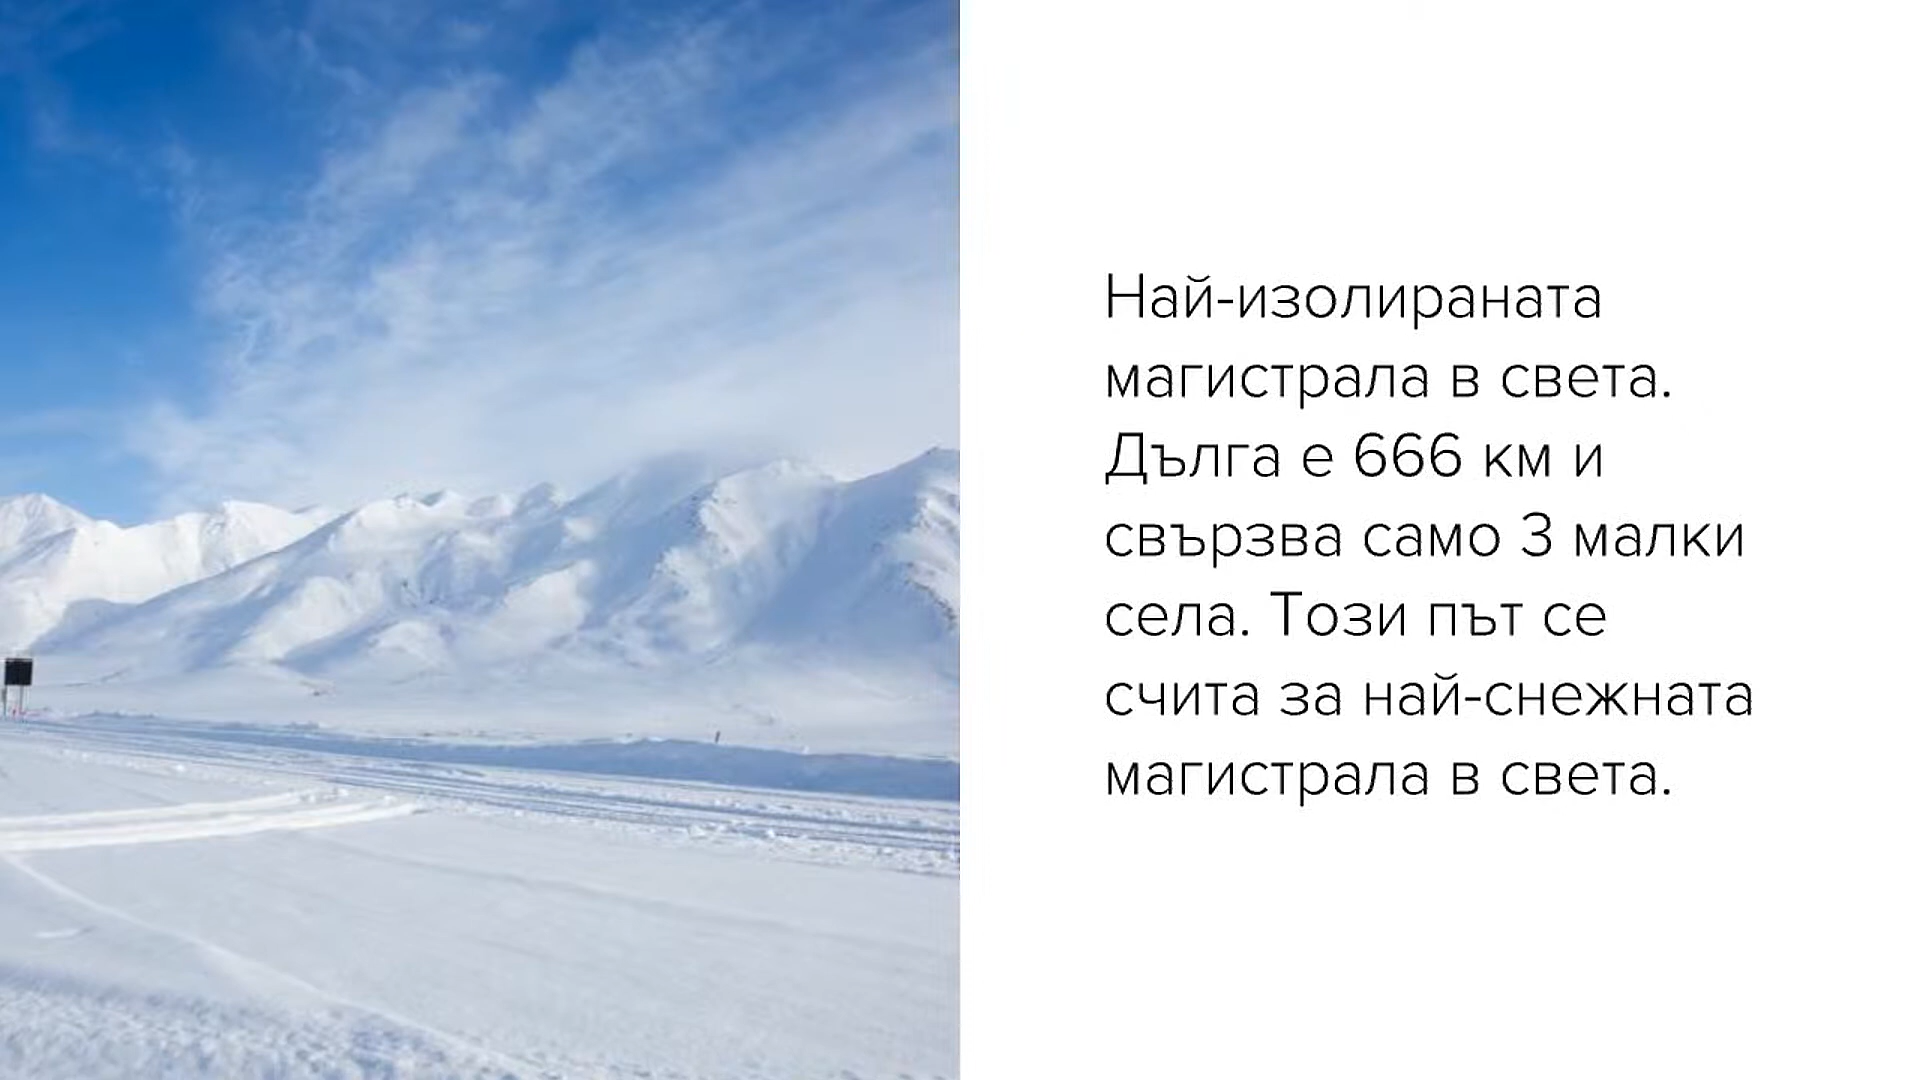 Най-изолираната
магистрала в света.
Дълга е 666 км и
свързва само 3 малки
села. Този път се
счита за най-снежната
магистрала в света.